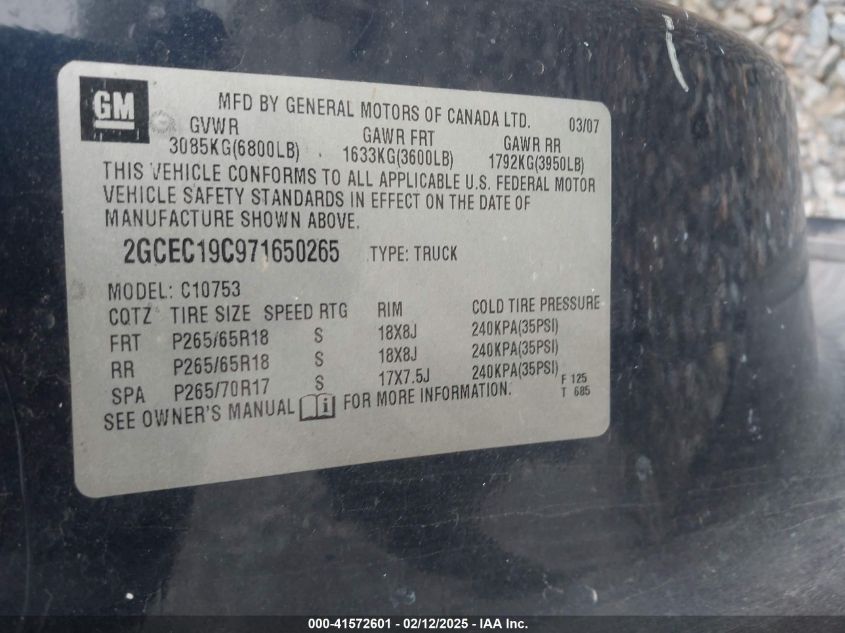 GM
MFD BY GENERAL MOTORS OF CANADA LTD. 03/07
GVWR GAWR FRT GAWR RR
3085KG(6800LB) 1633KG(3600LB) 1792KG(3950LB)
THIS VEHICLE CONFORMS TO ALL APPLICABLE U.S. FEDERAL MOTOR
VEHICLE SAFETY STANDARDS IN EFFECT ON THE DATE OF
MANUFACTURE SHOWN ABOVE.
2GCEC19C971650265 TYPE: TRUCK
MODEL: C10753
CQTZ TIRE SIZE SPEED RTG RIM COLD TIRE PRESSURE
FRT P265/65R18 S 18X8J 240KPA(35PSI)
RR P265/65R18 S 18X8J 240KPA(35PSI)
SPA P265/70R17 S 17X7.5J 240KPA(35PSI) F 125
SEE OWNER'S MANUAL i FOR MORE INFORMATION. T 685
000-41572601 - 02/12/2025 - IAA Inc.